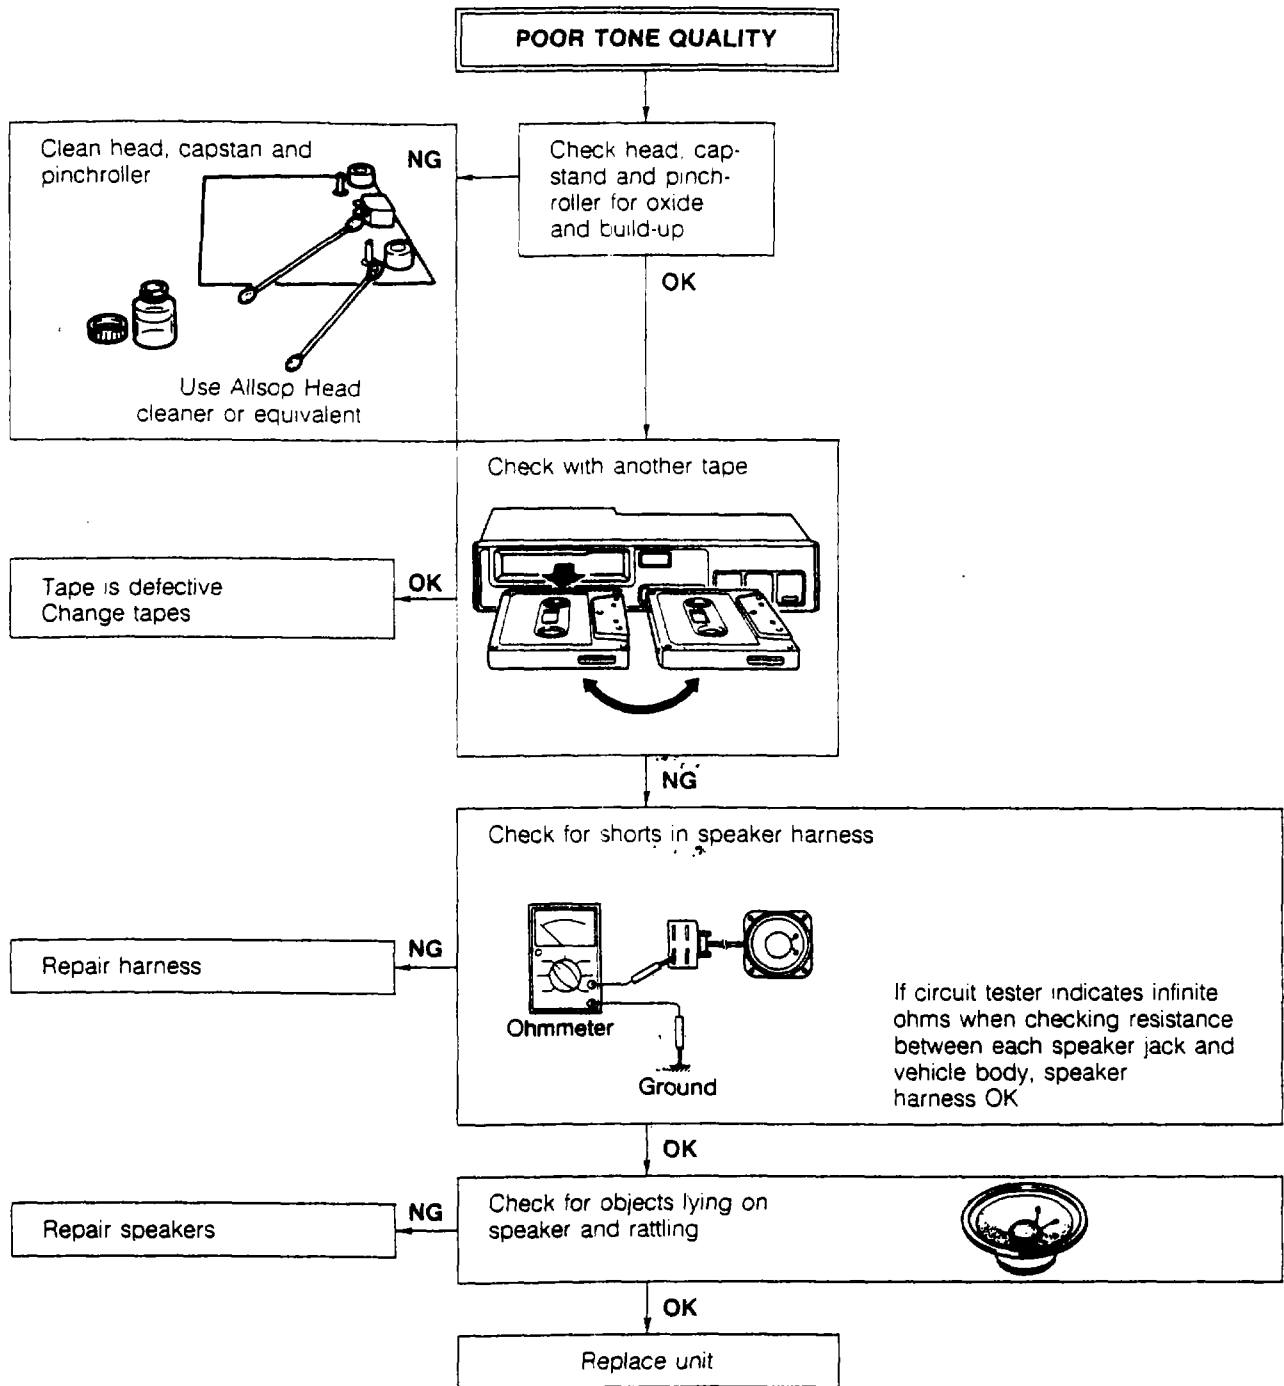 POOR TONE QUALITY
Clean head, capstan and
pinchroller
NG
Check head, cap-
stand and pinch-
roller for oxide
and build-up
OK
Use Allsop Head
cleaner or equivalent
Check with another tape
Tape is defective
Change tapes
OK
NG
Check for shorts in speaker harness
Repair harness
NG
Ohmmeter
Ground
If circuit tester indicates infinite
ohms when checking resistance
between each speaker jack and
vehicle body, speaker
harness OK
OK
Check for objects lying on
speaker and rattling
Repair speakers
NG
OK
Replace unit